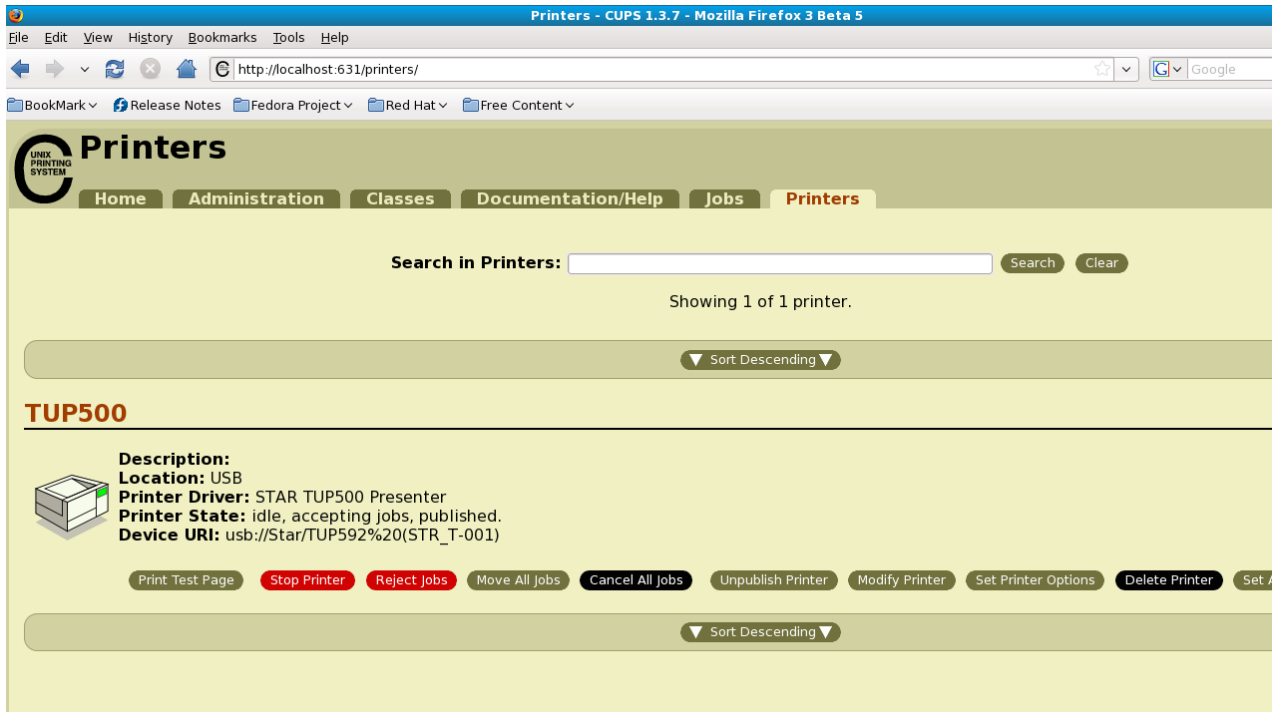 Printers - CUPS 1.3.7 - Mozilla Firefox 3 Beta 5
File Edit View History Bookmarks Tools Help
http://localhost:631/printers/
G Google
BookMark Release Notes Fedora Project Red Hat Free Content
UNIX PRINTING SYSTEM
Printers
Home Administration Classes Documentation/Help Jobs Printers
Search in Printers: Search Clear
Showing 1 of 1 printer.
▼ Sort Descending ▼
TUP500
Description:
Location: USB
Printer Driver: STAR TUP500 Presenter
Printer State: idle, accepting jobs, published.
Device URI: usb://Star/TUP592%20(STR_T-001)
Print Test Page Stop Printer Reject Jobs Move All Jobs Cancel All Jobs Unpublish Printer Modify Printer Set Printer Options Delete Printer Set A
▼ Sort Descending ▼